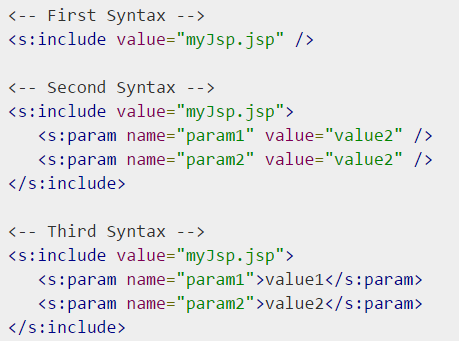 <-- First Syntax -->
<s:include value="myJsp.jsp" />
<-- Second Syntax -->
<s:include value="myJsp.jsp">
<s:param name="param1" value="value2" />
<s:param name="param2" value="value2" />
</s:include>
<-- Third Syntax -->
<s:include value="myJsp.jsp">
<s:param name="param1">value1</s:param>
<s:param name="param2">value2</s:param>
</s:include>